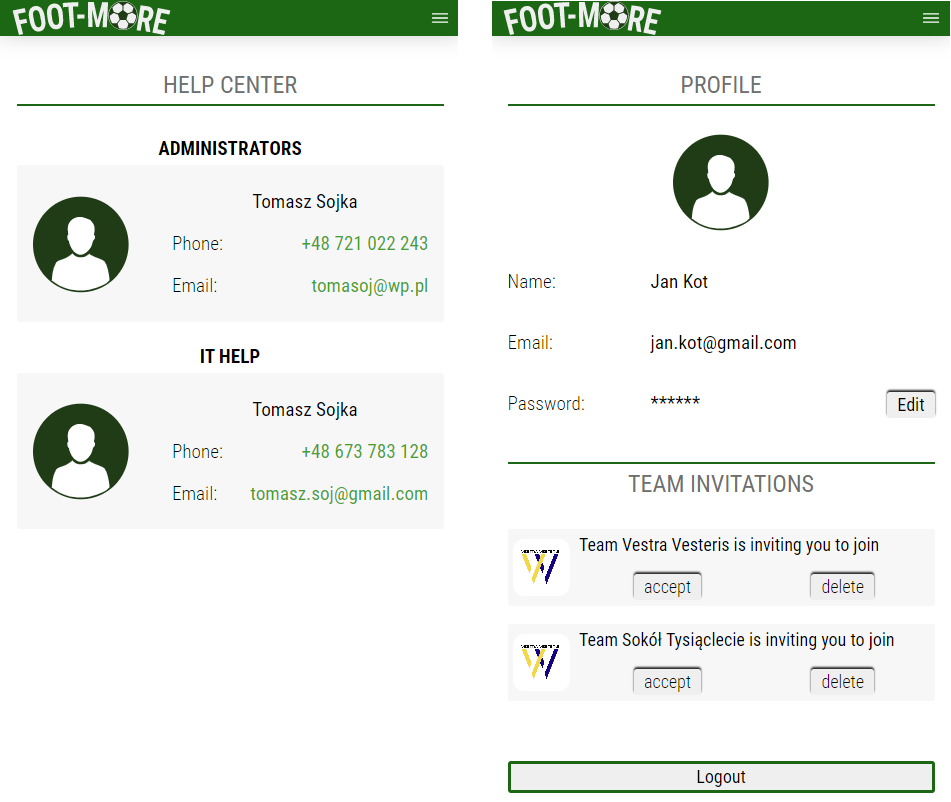 FOOT-MORE
HELP CENTER
ADMINISTRATORS
Tomasz Sojka
Phone: +48 721 022 243
Email: tomasoj@wp.pl
IT HELP
Tomasz Sojka
Phone: +48 673 783 128
Email: tomasz.soj@gmail.com
FOOT-MORE
PROFILE
Name: Jan Kot
Email: jan.kot@gmail.com
Password: ****** Edit
TEAM INVITATIONS
Team Vestra Vesteris is inviting you to join
accept delete
Team Sokół Tysiąclecie is inviting you to join
accept delete
Logout